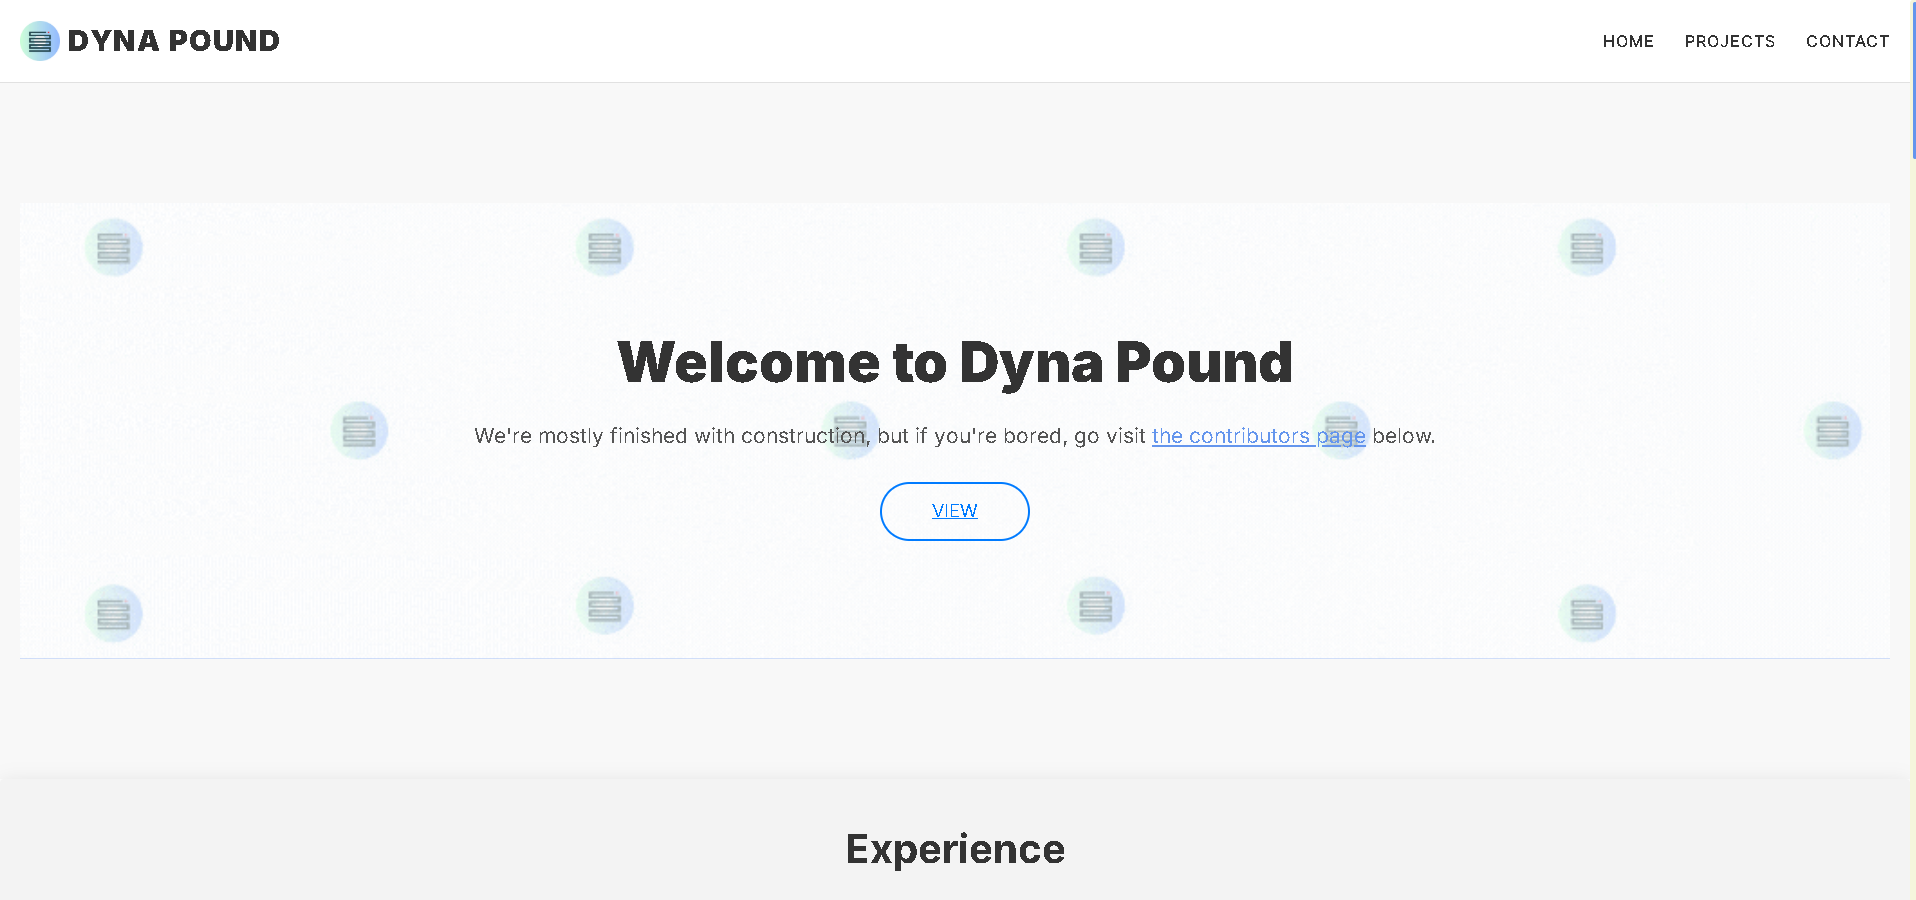 DYNA POUND
HOME PROJECTS CONTACT
Welcome to Dyna Pound
We're mostly finished with construction, but if you're bored, go visit the contributors page below.
VIEW
Experience